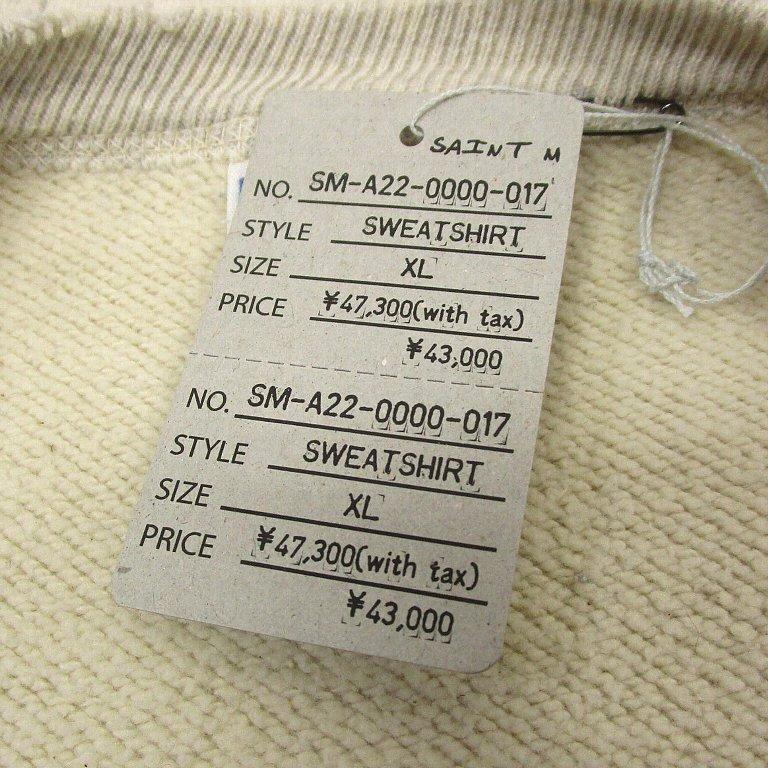 SAINT M
NO. SM-A22-0000-017
STYLE SWEATSHIRT
SIZE XL
PRICE ¥47,300(with tax)
¥43,000
NO. SM-A22-0000-017
STYLE SWEATSHIRT
SIZE XL
PRICE ¥47,300(with tax)
¥43,000